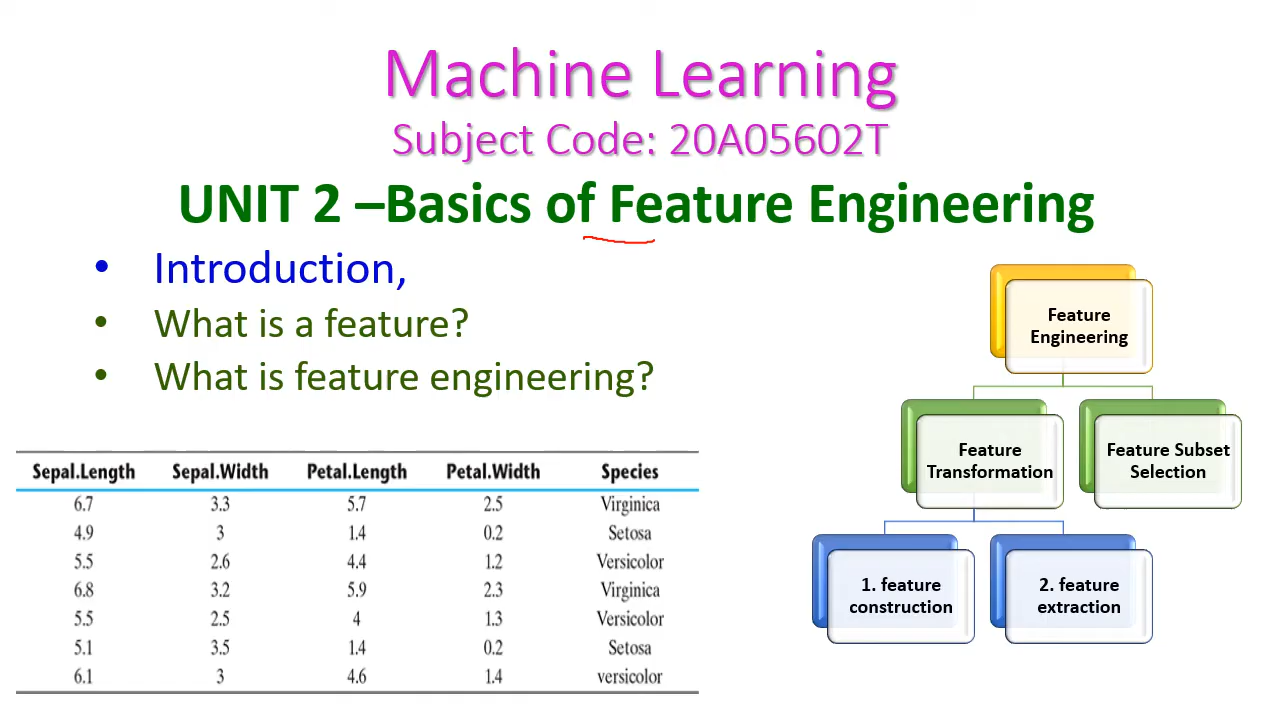 Machine Learning
Subject Code: 20A05602T
UNIT 2 –Basics of Feature Engineering
• Introduction,
• What is a feature?
• What is feature engineering?
Sepal.Length Sepal.Width Petal.Length Petal.Width Species
6.7 3.3 5.7 2.5 Virginica
4.9 3 1.4 0.2 Setosa
5.5 2.6 4.4 1.2 Versicolor
6.8 3.2 5.9 2.3 Virginica
5.5 2.5 4 1.3 Versicolor
5.1 3.5 1.4 0.2 Setosa
6.1 3 4.6 1.4 versicolor
Feature
Engineering
Feature
Transformation
Feature Subset
Selection
1. feature
construction
2. feature
extraction